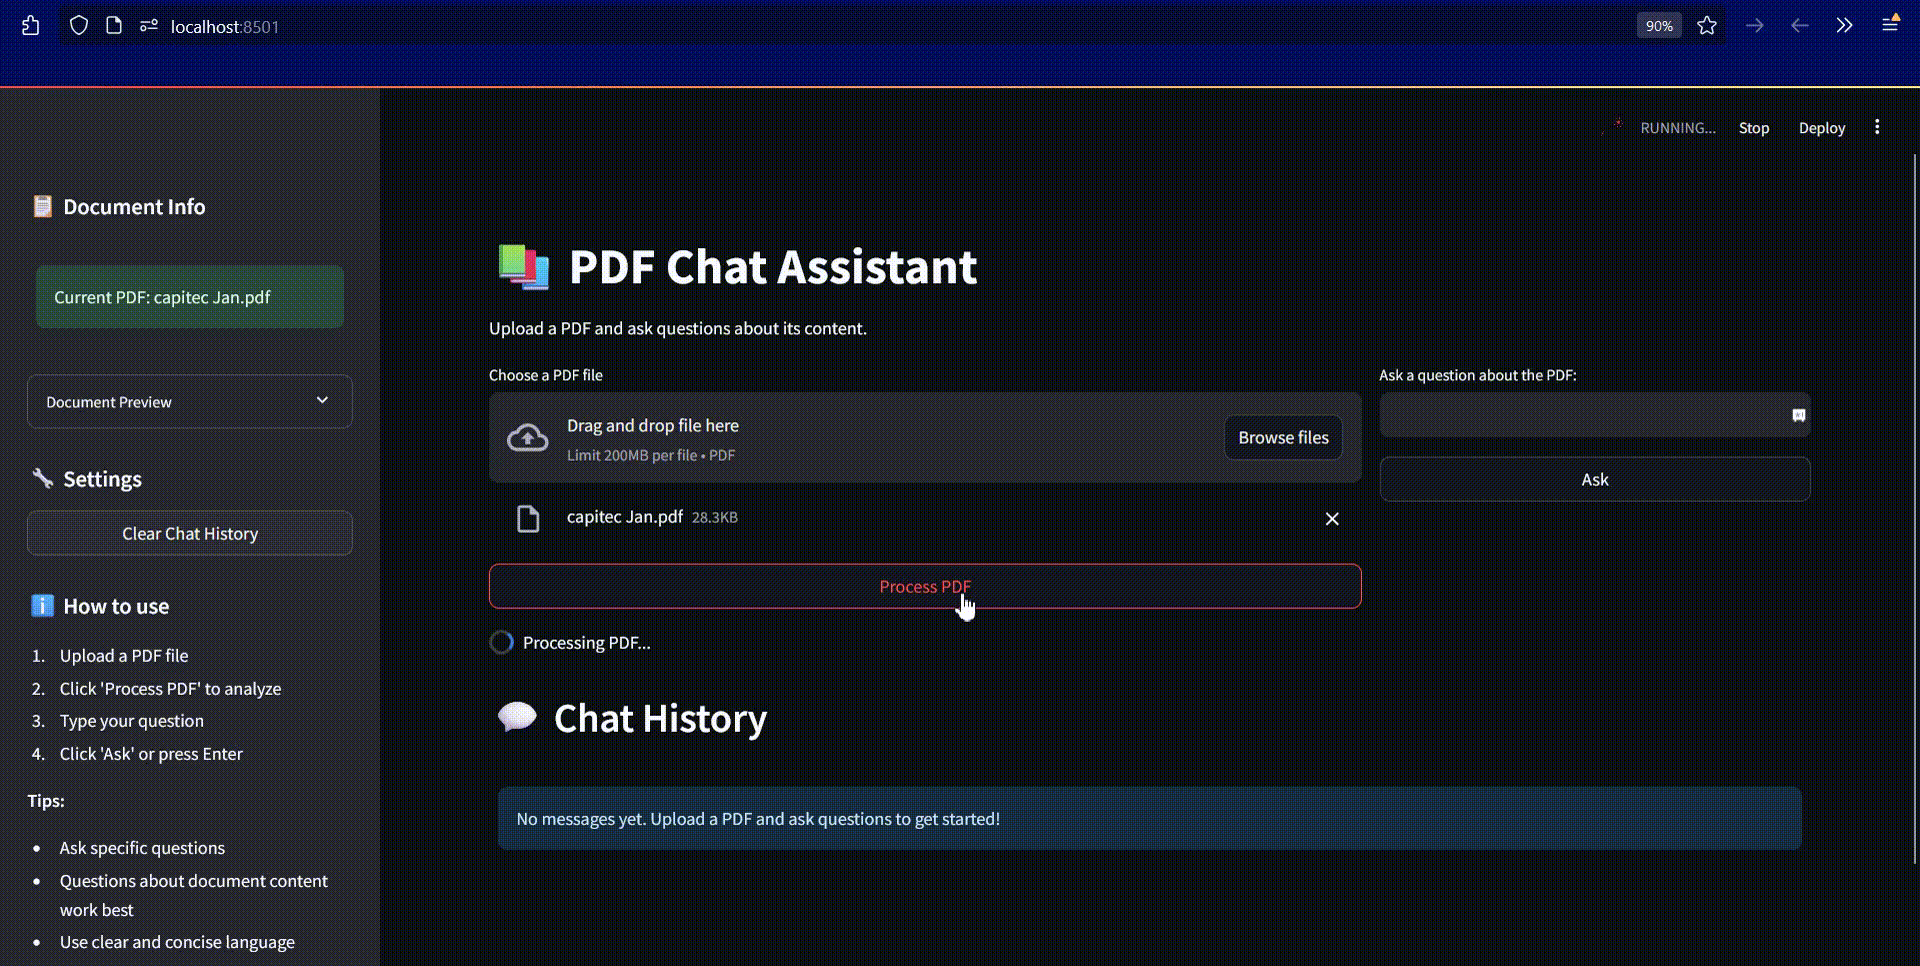 localhost:8501
90%
RUNNING...
Stop
Deploy
Document Info
Current PDF: capitec Jan.pdf
Document Preview
Settings
Clear Chat History
How to use
1. Upload a PDF file
2. Click 'Process PDF' to analyze
3. Type your question
4. Click 'Ask' or press Enter
Tips:
• Ask specific questions
• Questions about document content
work best
• Use clear and concise language
PDF Chat Assistant
Upload a PDF and ask questions about its content.
Choose a PDF file
Drag and drop file here
Limit 200MB per file • PDF
Browse files
capitec Jan.pdf 28.3KB
Process PDF
Processing PDF...
Ask a question about the PDF:
Ask
Chat History
No messages yet. Upload a PDF and ask questions to get started!